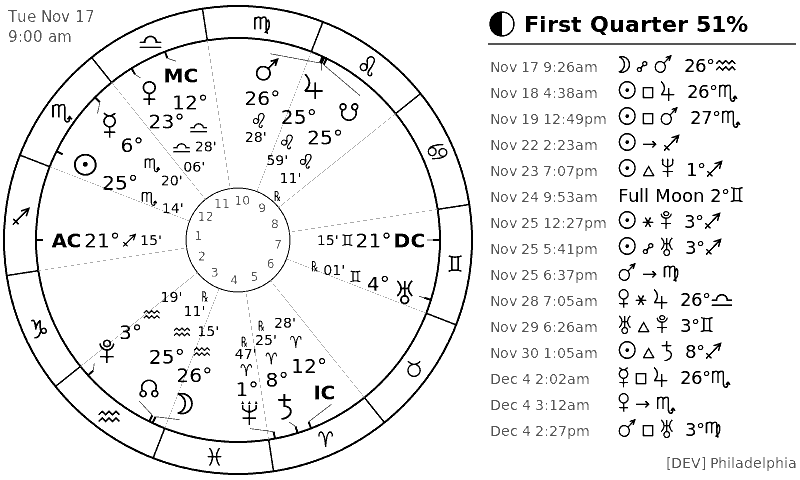 Tue Nov 17
9:00 am
♍
♎
♌
♏
♋
♐
♊
♑
♉
♒
♈
♓
MC 12° ♎ 28'
♀ 23° ♎ 06'
☿ 6° ♏ 20'
☉ 25° ♏ 14'
♂ 26° ♌ 28'
♃ 25° ♌ 59'
☋ 25° ♌ 11' ℞
AC 21° ♐ 15'
15' ♊ 21° DC
℞ 01' ♊ 4° ♅
♇ 3° ♒ 19'
☊ 25° ♒ 11' ℞
☽ 26° ♒ 15'
♆ 1° ♈ 47' ℞
♄ 8° ♈ 25' ℞
IC 12° ♈ 28'
1
2
3
4
5
6
7
8
9
10
11
12
First Quarter 51%
Nov 17 9:26am ☽ ☍ ♂ 26°♒
Nov 18 4:38am ☉ □ ♃ 26°♏
Nov 19 12:49pm ☉ □ ♂ 27°♏
Nov 22 2:23am ☉ → ♐
Nov 23 7:07pm ☉ △ ♆ 1°♐
Nov 24 9:53am Full Moon 2°♊
Nov 25 12:27pm ☉ ⚹ ♇ 3°♐
Nov 25 5:41pm ☉ ☍ ♅ 3°♐
Nov 25 6:37pm ♂ → ♍
Nov 28 7:05am ♀ ⚹ ♃ 26°♎
Nov 29 6:26am ♅ △ ♇ 3°♊
Nov 30 1:05am ☉ △ ♄ 8°♐
Dec 4 2:02am ☿ □ ♃ 26°♏
Dec 4 3:12am ♀ → ♏
Dec 4 2:27pm ♂ □ ♅ 3°♍
[DEV] Philadelphia